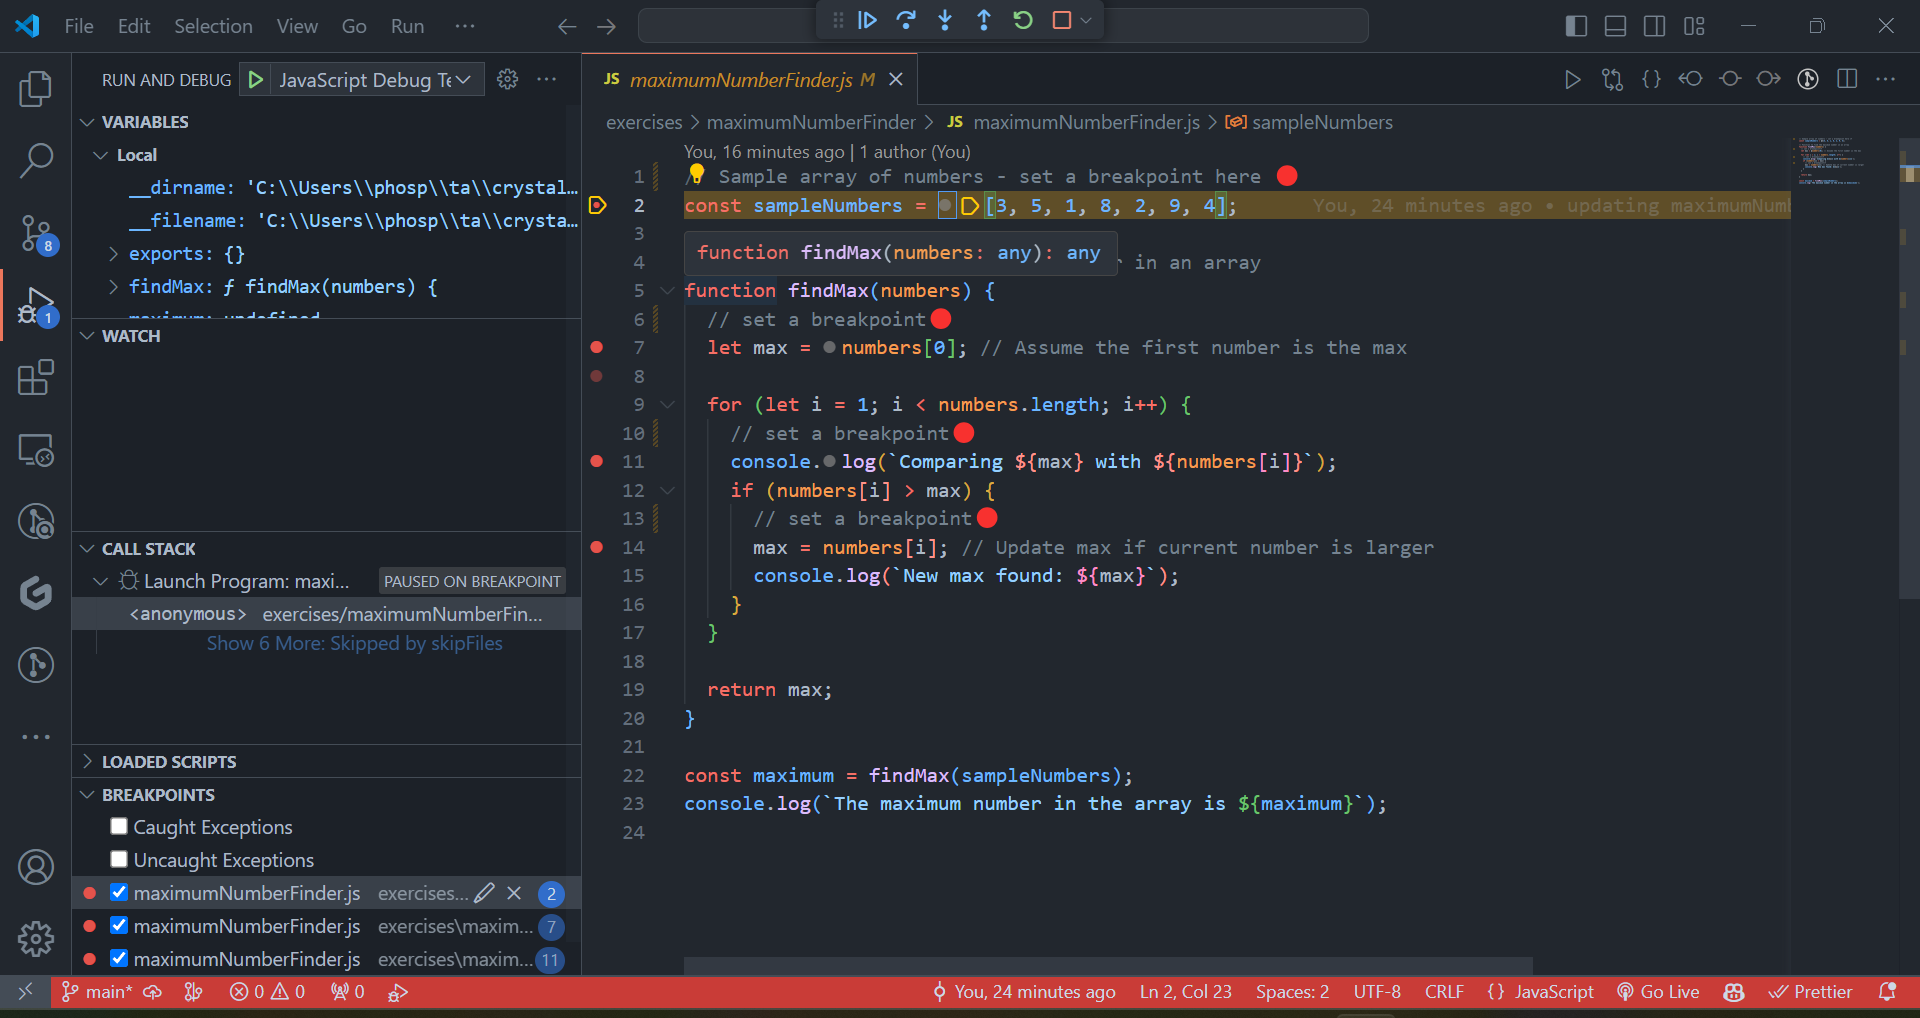 File Edit Selection View Go Run ···
RUN AND DEBUG JavaScript Debug Te
VARIABLES
Local
__dirname: 'C:\\Users\\phosp\\ta\\crystal…
__filename: 'C:\\Users\\phosp\\ta\\crysta…
exports: {}
findMax: ƒ findMax(numbers) {
maximum: undefined
WATCH
CALL STACK
Launch Program: maxi... PAUSED ON BREAKPOINT
<anonymous> exercises/maximumNumberFin...
Show 6 More: Skipped by skipFiles
LOADED SCRIPTS
BREAKPOINTS
Caught Exceptions
Uncaught Exceptions
maximumNumberFinder.js exercises... 2
maximumNumberFinder.js exercises\maxim... 7
maximumNumberFinder.js exercises\maxim... 11
8
1
JS maximumNumberFinder.js M
exercises > maximumNumberFinder > JS maximumNumberFinder.js > sampleNumbers
You, 16 minutes ago | 1 author (You)
1 / Sample array of numbers - set a breakpoint here
2 const sampleNumbers = [3, 5, 1, 8, 2, 9, 4]; You, 24 minutes ago • updating maximumNumb
3
function findMax(numbers: any): any
4 in an array
5 function findMax(numbers) {
6 // set a breakpoint
7 let max = numbers[0]; // Assume the first number is the max
8
9 for (let i = 1; i < numbers.length; i++) {
10 // set a breakpoint
11 console.log(`Comparing ${max} with ${numbers[i]}`);
12 if (numbers[i] > max) {
13 // set a breakpoint
14 max = numbers[i]; // Update max if current number is larger
15 console.log(`New max found: ${max}`);
16 }
17 }
18
19 return max;
20 }
21
22 const maximum = findMax(sampleNumbers);
23 console.log(`The maximum number in the array is ${maximum}`);
24
main* 0 0 0 You, 24 minutes ago Ln 2, Col 23 Spaces: 2 UTF-8 CRLF {} JavaScript Go Live Prettier